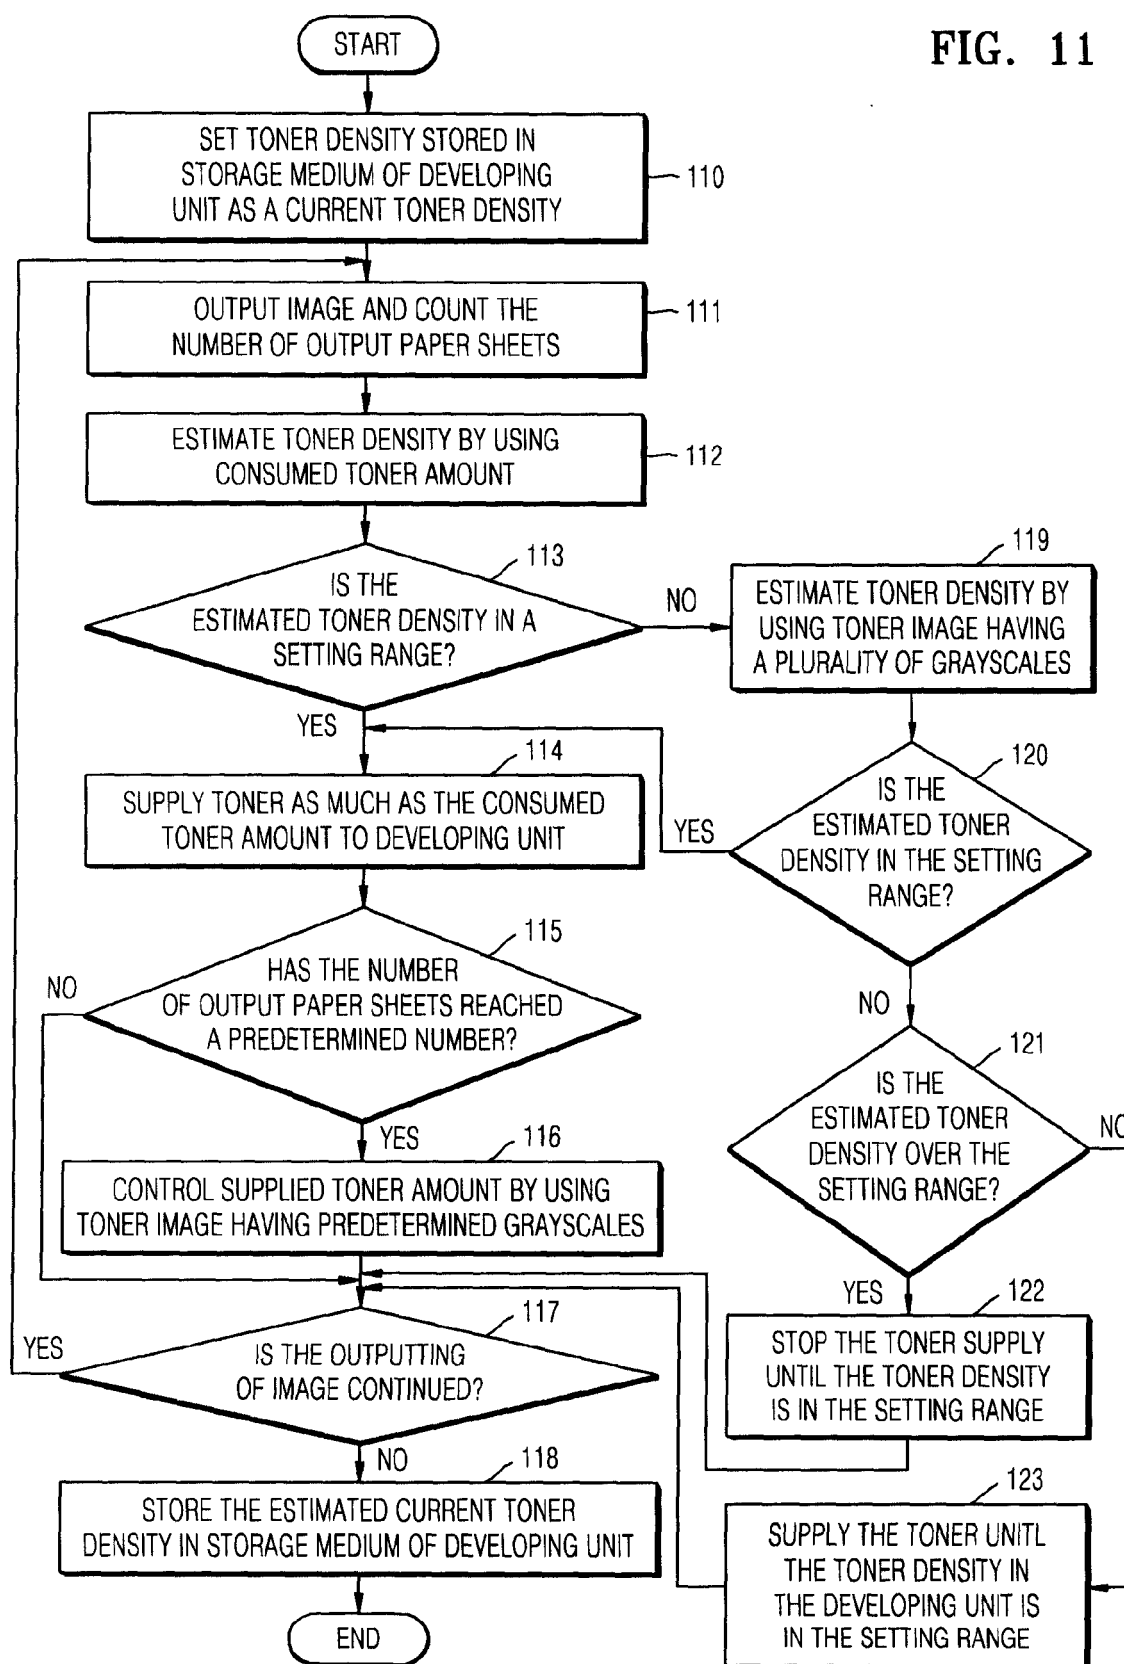 FIG. 11
START
SET TONER DENSITY STORED IN
STORAGE MEDIUM OF DEVELOPING
UNIT AS A CURRENT TONER DENSITY
110
OUTPUT IMAGE AND COUNT THE
NUMBER OF OUTPUT PAPER SHEETS
111
ESTIMATE TONER DENSITY BY USING
CONSUMED TONER AMOUNT
112
113
IS THE
ESTIMATED TONER DENSITY IN A
SETTING RANGE?
NO
YES
119
ESTIMATE TONER DENSITY BY
USING TONER IMAGE HAVING
A PLURALITY OF GRAYSCALES
114
SUPPLY TONER AS MUCH AS THE CONSUMED
TONER AMOUNT TO DEVELOPING UNIT
120
IS THE
ESTIMATED TONER
DENSITY IN THE SETTING
RANGE?
YES
NO
115
HAS THE NUMBER
OF OUTPUT PAPER SHEETS REACHED
A PREDETERMINED NUMBER?
NO
YES
121
IS THE
ESTIMATED TONER
DENSITY OVER THE
SETTING RANGE?
NO
YES
116
CONTROL SUPPLIED TONER AMOUNT BY USING
TONER IMAGE HAVING PREDETERMINED GRAYSCALES
117
IS THE OUTPUTTING
OF IMAGE CONTINUED?
YES
NO
122
STOP THE TONER SUPPLY
UNTIL THE TONER DENSITY
IS IN THE SETTING RANGE
118
STORE THE ESTIMATED CURRENT TONER
DENSITY IN STORAGE MEDIUM OF DEVELOPING UNIT
123
SUPPLY THE TONER UNITL
THE TONER DENSITY IN
THE DEVELOPING UNIT IS
IN THE SETTING RANGE
END